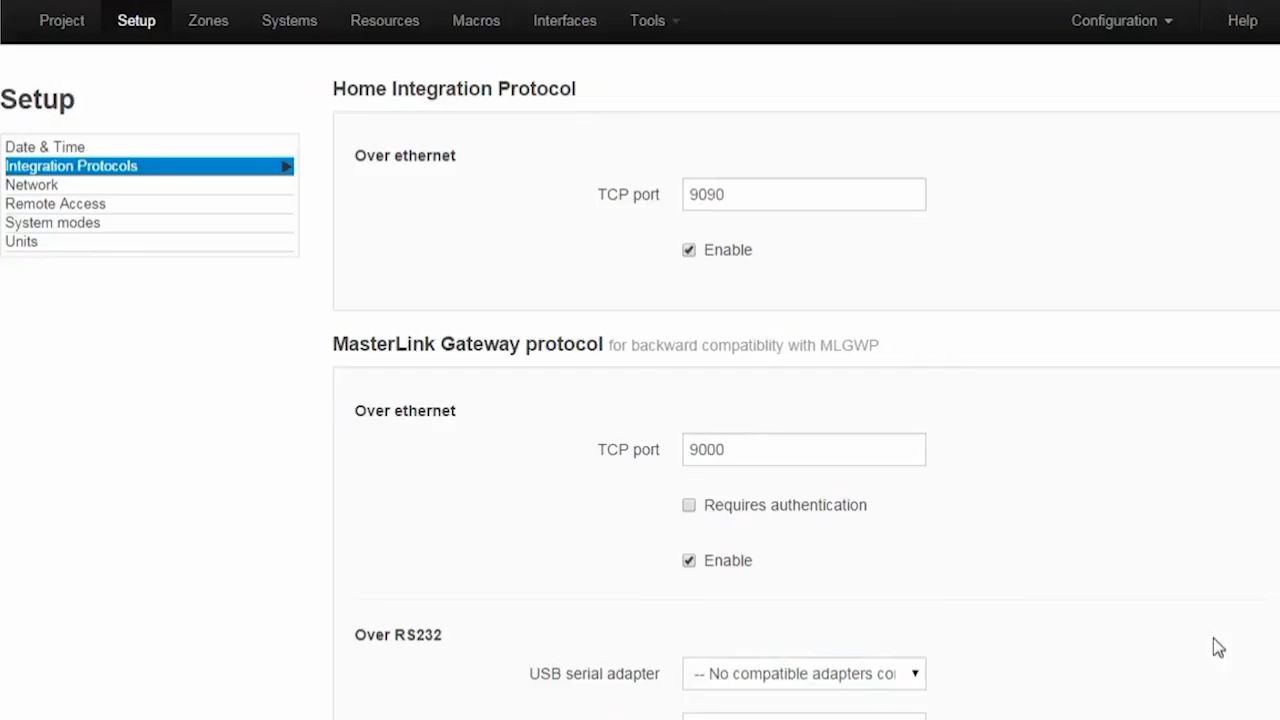 Project Setup Zones Systems Resources Macros Interfaces Tools Configuration Help
Setup
Date & Time
Integration Protocols
Network
Remote Access
System modes
Units
Home Integration Protocol
Over ethernet
TCP port 9090
Enable
MasterLink Gateway protocol for backward compatiblity with MLGWP
Over ethernet
TCP port 9000
Requires authentication
Enable
Over RS232
USB serial adapter -- No compatible adapters co